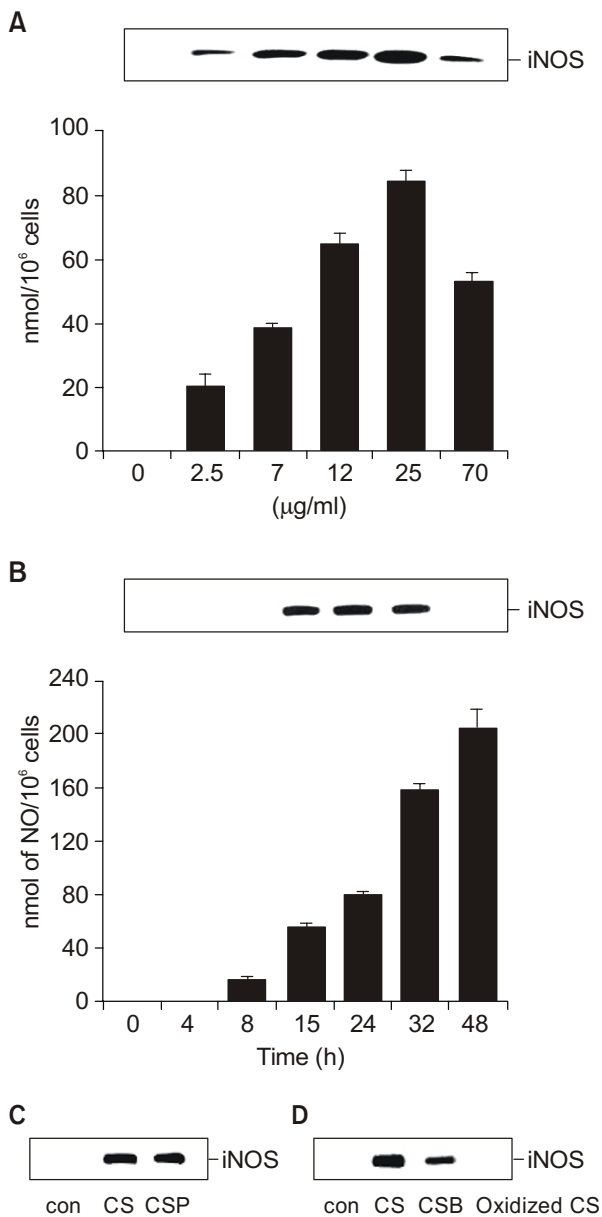 A
iNOS
nmol/10⁶ cells
100
80
60
40
20
0
0 2.5 7 12 25 70
(μg/ml)
B
iNOS
nmol of NO/10⁶ cells
240
200
160
120
80
40
0
0 4 8 15 24 32 48
Time (h)
C
iNOS
con CS CSP
D
iNOS
con CS CSB Oxidized CS